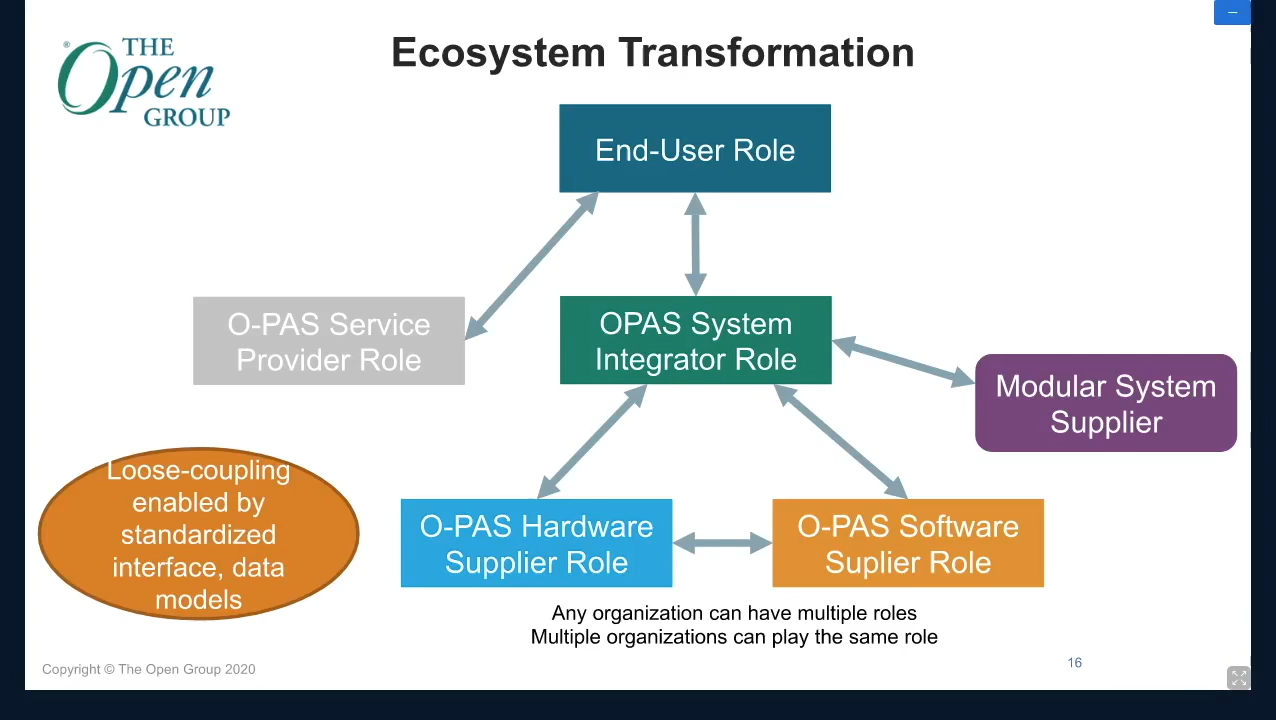 Ecosystem Transformation
® THE
Open
GROUP
End-User Role
O-PAS Service
Provider Role
OPAS System
Integrator Role
Modular System
Supplier
Loose-coupling
enabled by
standardized
interface, data
models
O-PAS Hardware
Supplier Role
O-PAS Software
Suplier Role
Any organization can have multiple roles
Multiple organizations can play the same role
Copyright © The Open Group 2020
16